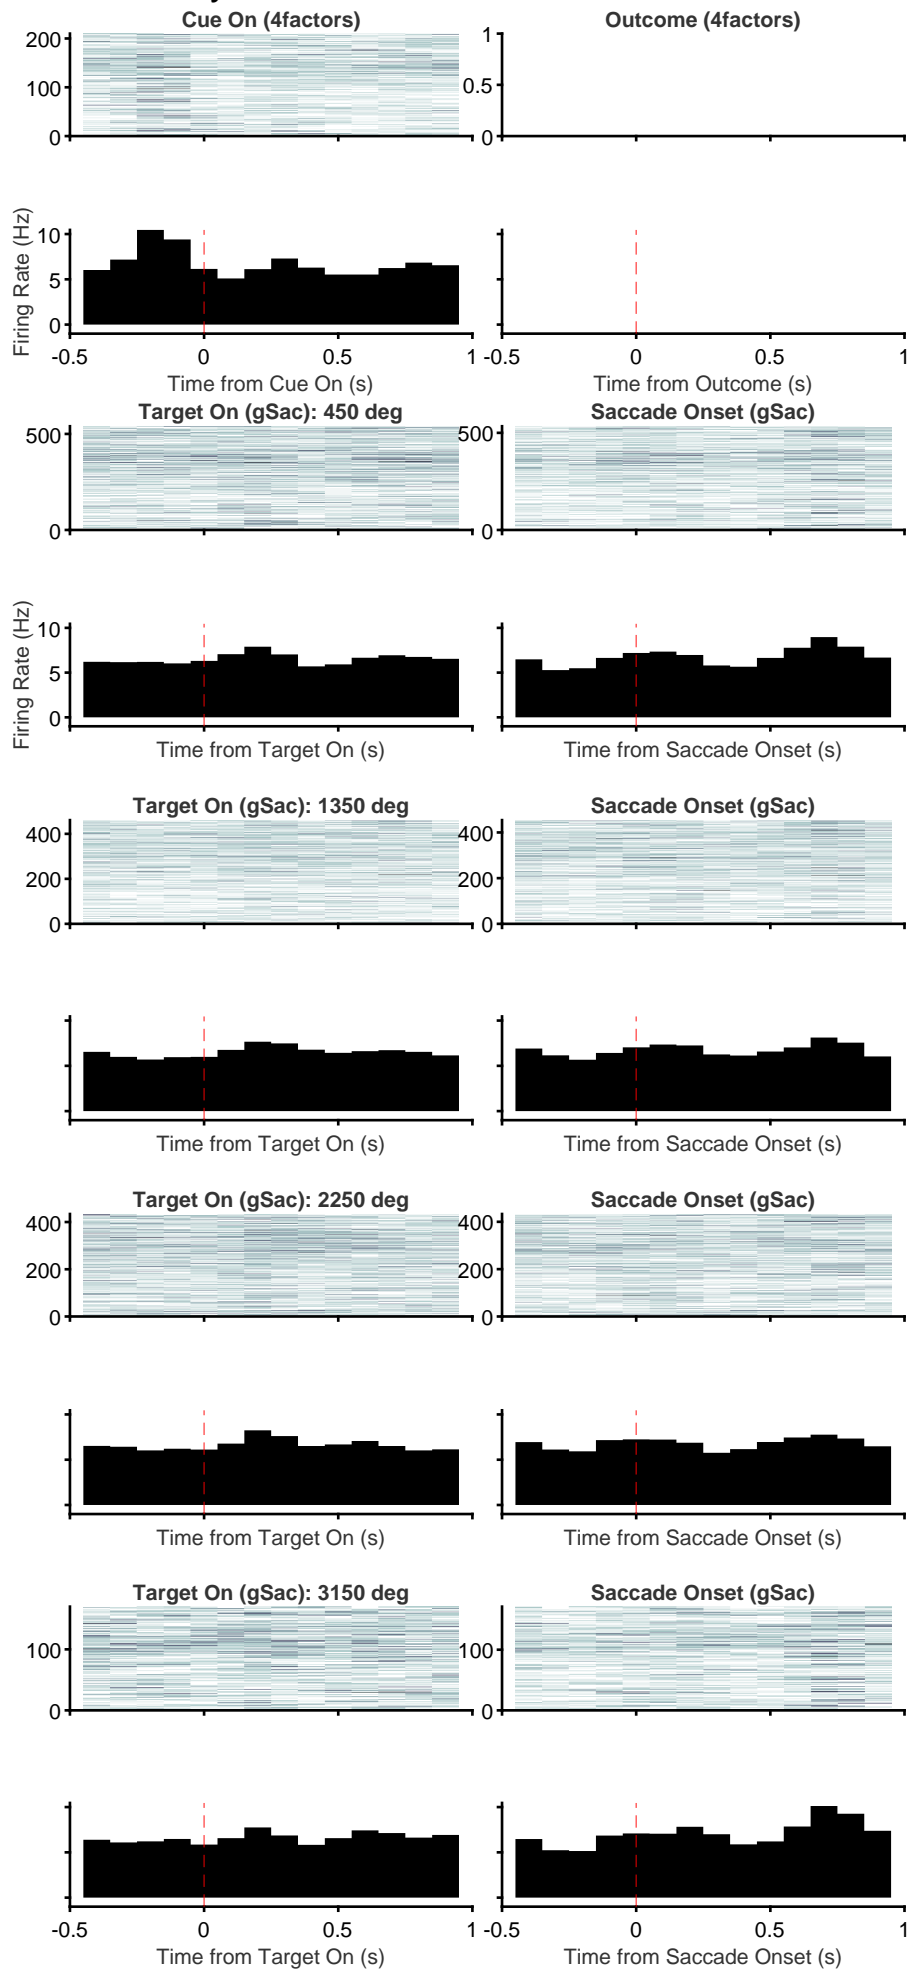 Cue On (4factors)
Outcome (4factors)
200
100
0
1
0.5
0
Firing Rate (Hz)
10
5
0
-0.5 0 0.5 1
-0.5 0 0.5 1
Time from Cue On (s)
Time from Outcome (s)
Target On (gSac): 450 deg
Saccade Onset (gSac)
500
0
500
0
Firing Rate (Hz)
10
5
0
Time from Target On (s)
Time from Saccade Onset (s)
Target On (gSac): 1350 deg
Saccade Onset (gSac)
400
200
0
400
200
0
Time from Target On (s)
Time from Saccade Onset (s)
Target On (gSac): 2250 deg
Saccade Onset (gSac)
400
200
0
400
200
0
Time from Target On (s)
Time from Saccade Onset (s)
Target On (gSac): 3150 deg
Saccade Onset (gSac)
100
0
100
0
-0.5 0 0.5 1
-0.5 0 0.5 1
Time from Target On (s)
Time from Saccade Onset (s)